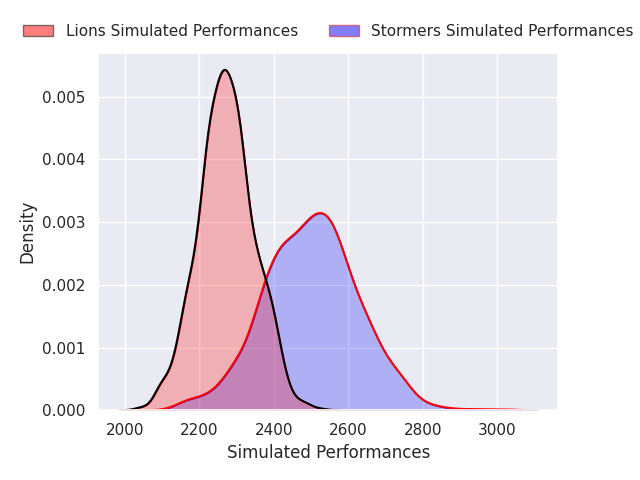 Lions Simulated Performances
Stormers Simulated Performances
0.005
0.004
0.003
0.002
0.001
0.000
Density
2000 2200 2400 2600 2800 3000
Simulated Performances